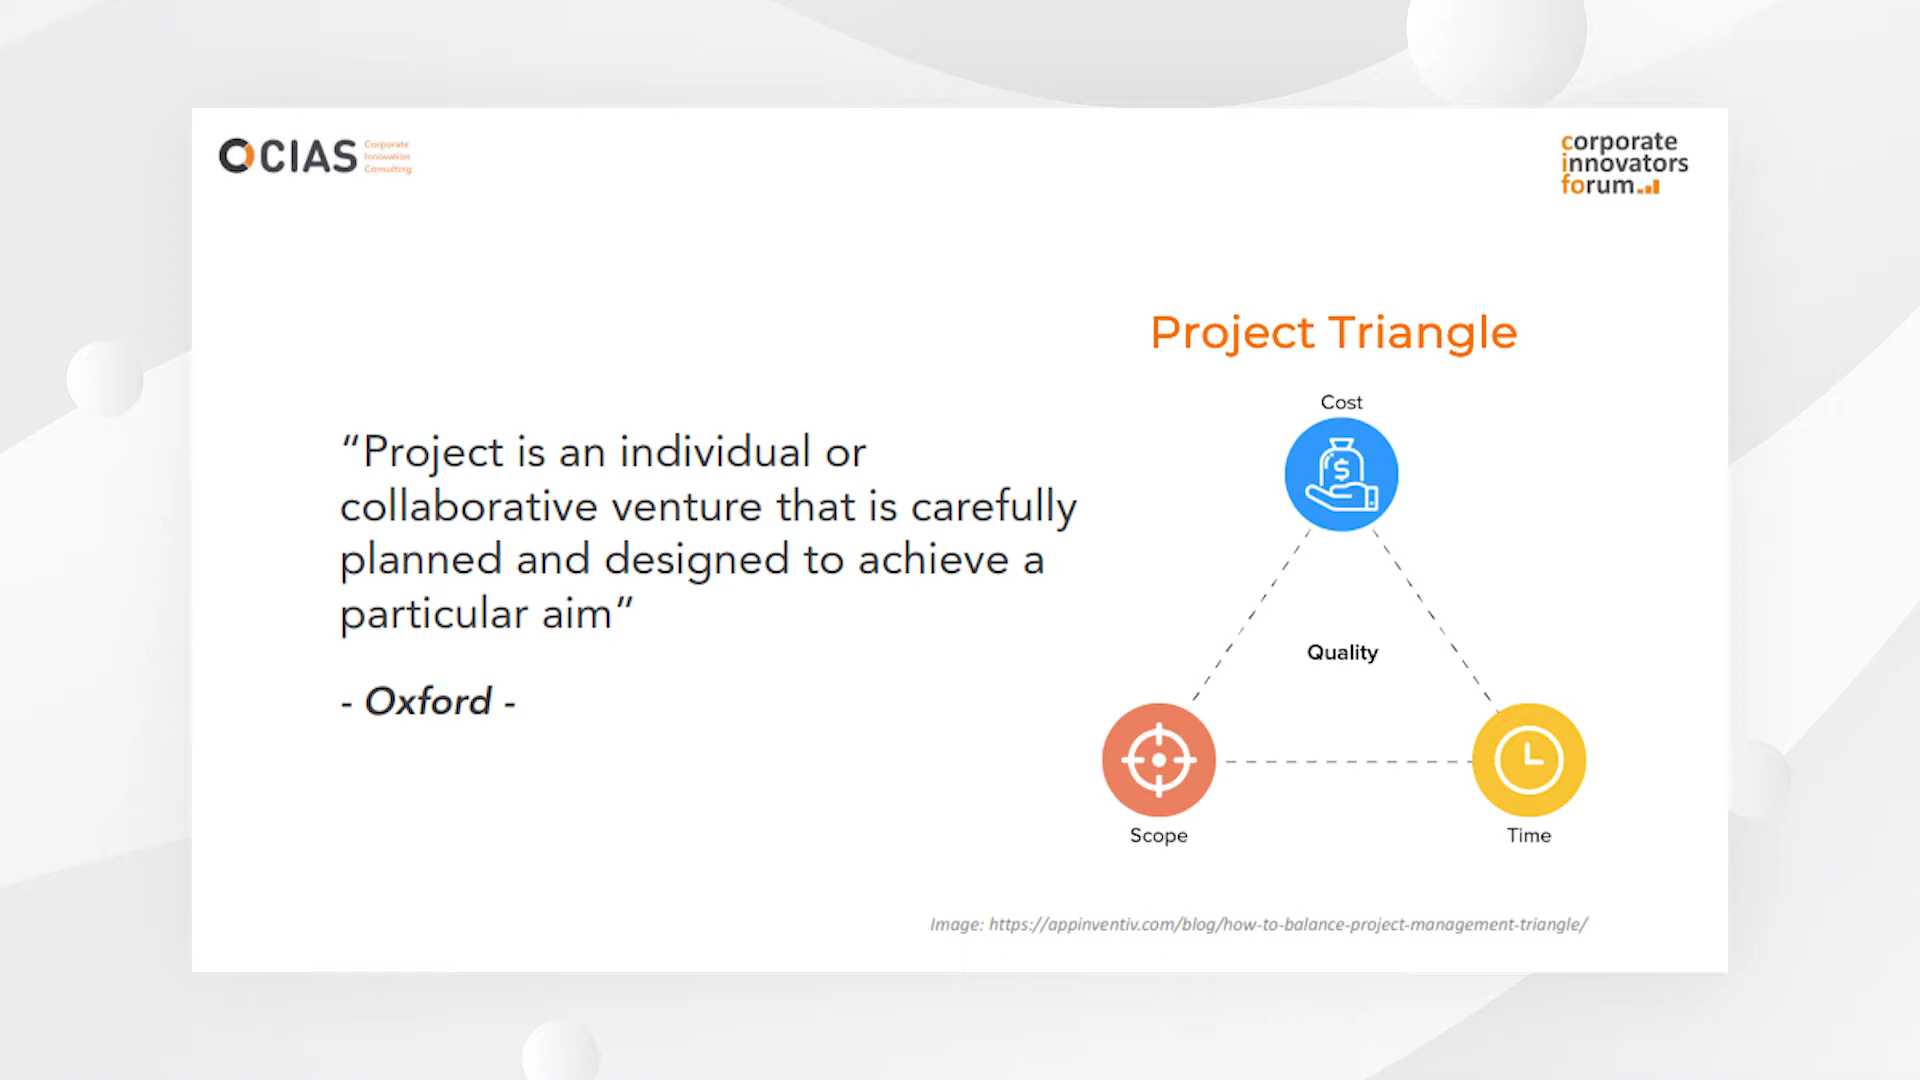 CIAS
Corporate
Innovation
Consulting
corporate
innovators
forum
Project Triangle
“Project is an individual or
collaborative venture that is carefully
planned and designed to achieve a
particular aim”
- Oxford -
Cost
Quality
Scope
Time
Image: https://appinventiv.com/blog/how-to-balance-project-management-triangle/